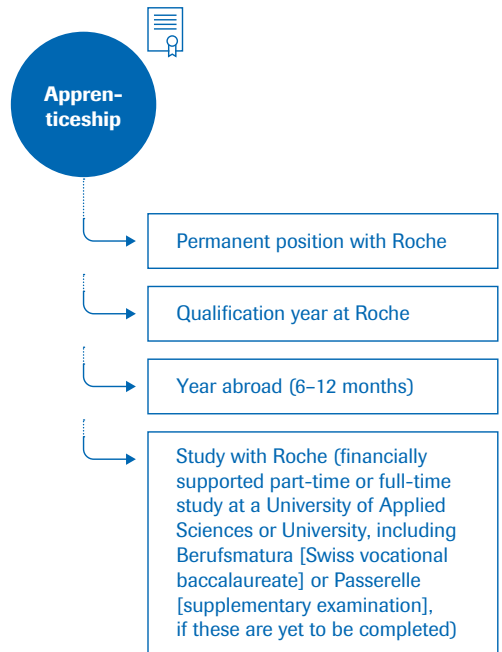 Appren-
ticeship
Permanent position with Roche
Qualification year at Roche
Year abroad (6–12 months)
Study with Roche (financially
supported part-time or full-time
study at a University of Applied
Sciences or University, including
Berufsmatura [Swiss vocational
baccalaureate] or Passerelle
[supplementary examination],
if these are yet to be completed)